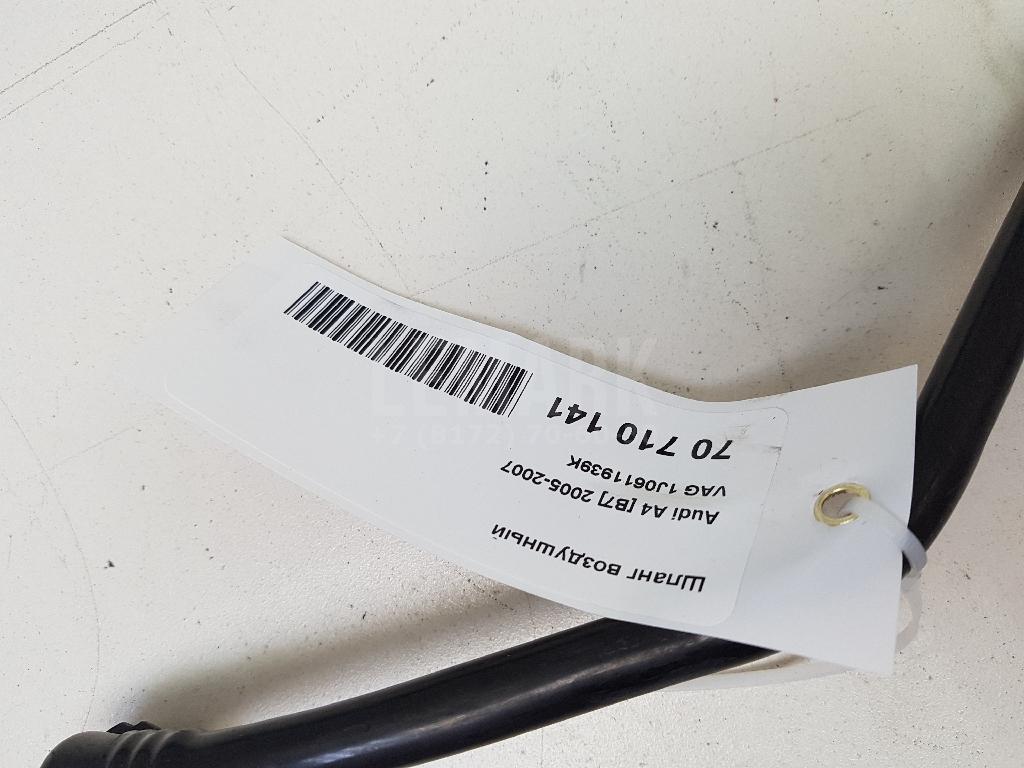 Шланг воздушный
Audi A4 [B7] 2005-2007
VAG 1J0611939K
70 710 141